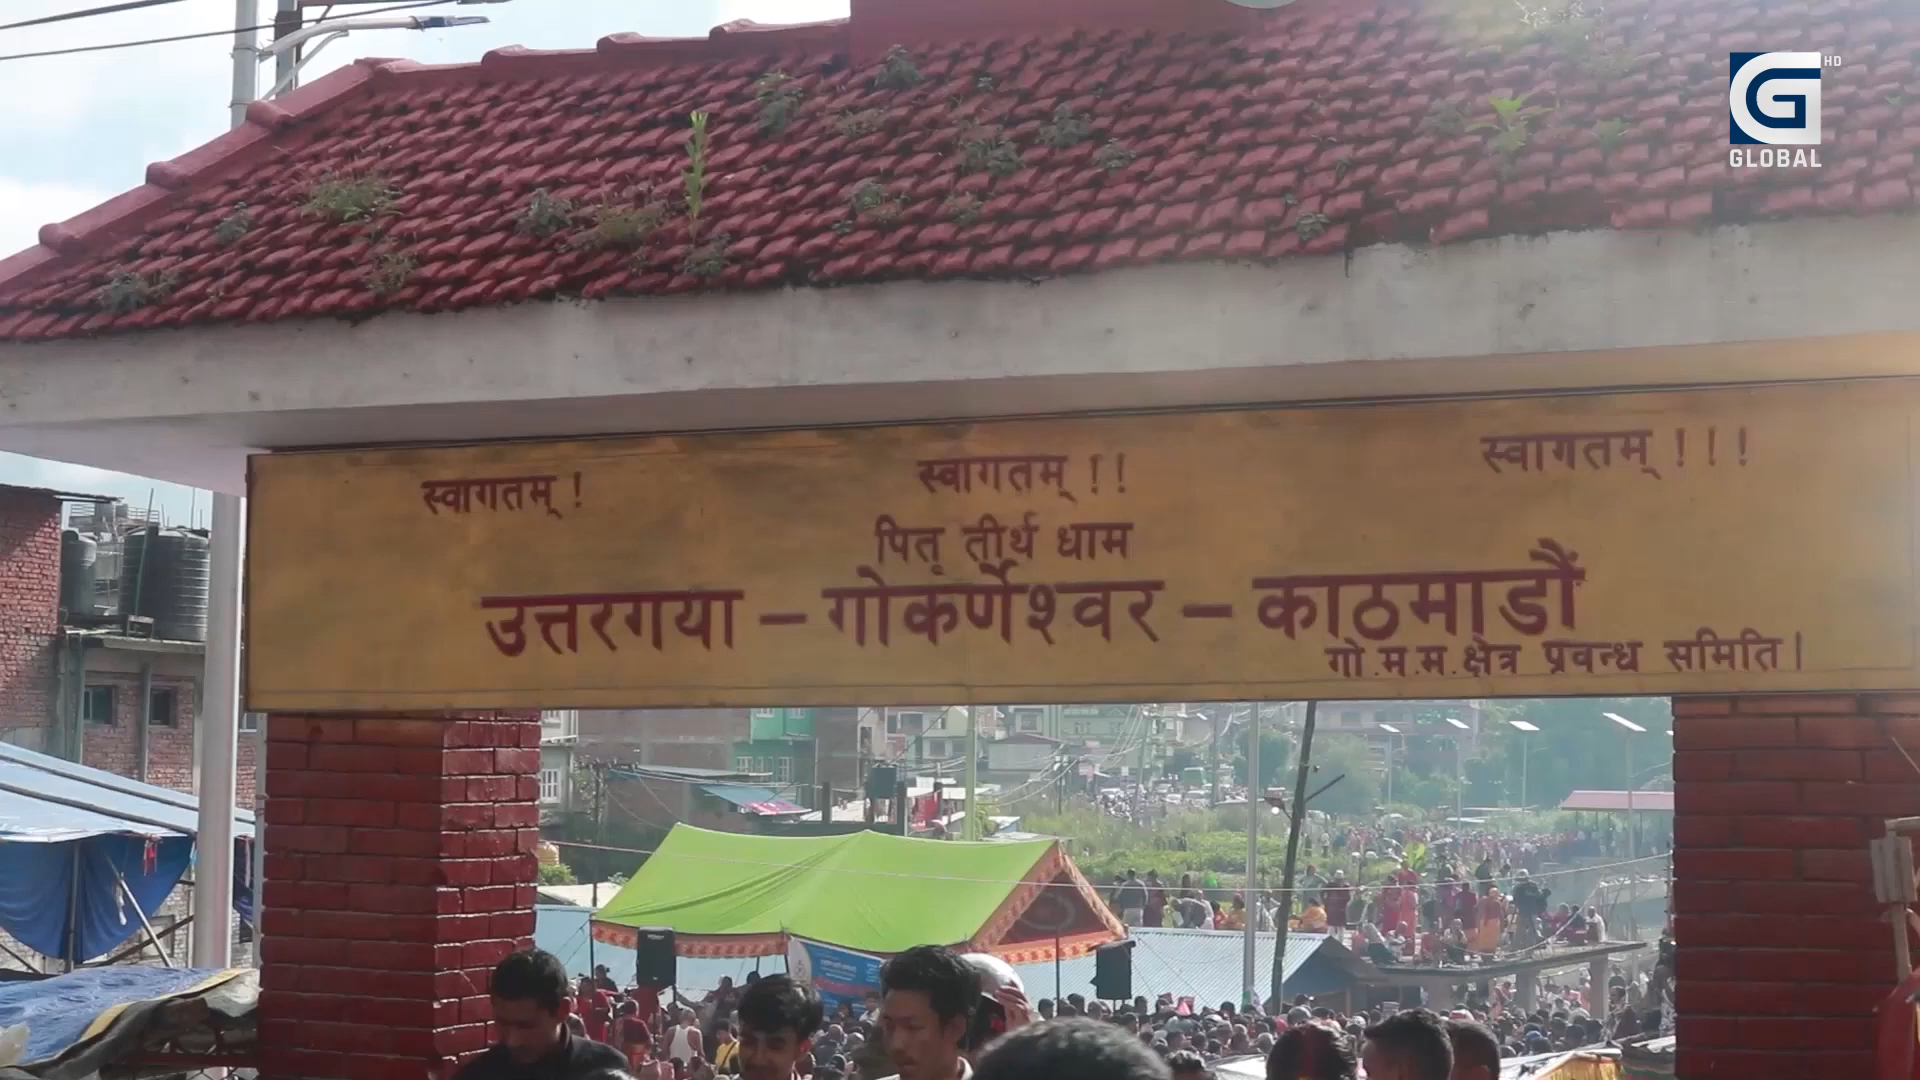 स्वागतम् ! स्वागतम् !! स्वागतम् !!!
पितृ तीर्थ धाम
उत्तरगया – गोकर्णेश्वर – काठमाडौं
गो.म.म.क्षेत्र प्रवन्ध समिति।
G HD
GLOBAL